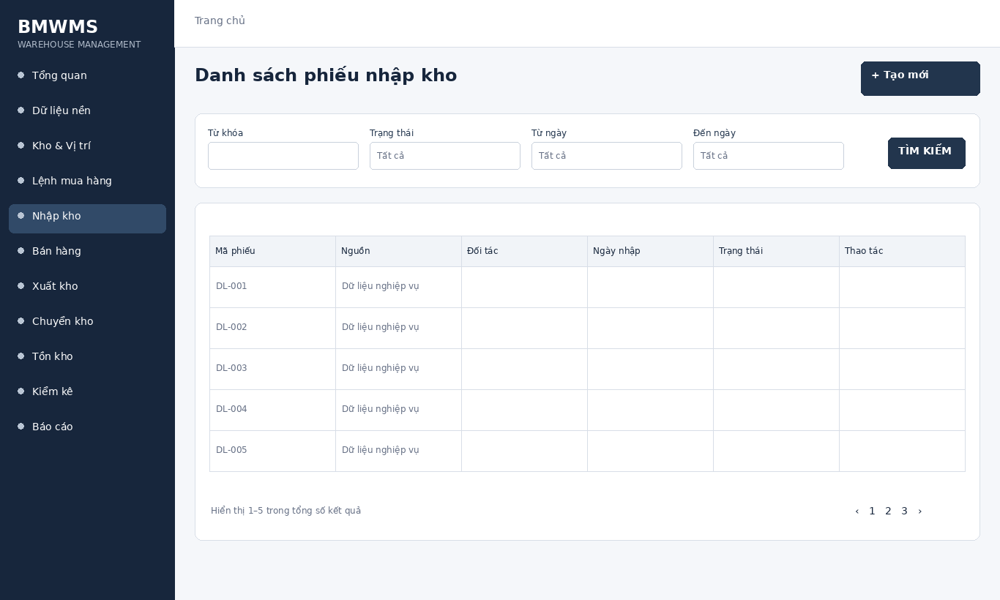 BMWMS
WAREHOUSE MANAGEMENT
Tổng quan
Dữ liệu nền
Kho & Vị trí
Lệnh mua hàng
Nhập kho
Bán hàng
Xuất kho
Chuyển kho
Tồn kho
Kiểm kê
Báo cáo
Trang chủ
Danh sách phiếu nhập kho
+ Tạo mới
Từ khóa Trạng thái Từ ngày Đến ngày
Tất cả Tất cả Tất cả
TÌM KIẾM
Mã phiếu Nguồn Đối tác Ngày nhập Trạng thái Thao tác
DL-001 Dữ liệu nghiệp vụ
DL-002 Dữ liệu nghiệp vụ
DL-003 Dữ liệu nghiệp vụ
DL-004 Dữ liệu nghiệp vụ
DL-005 Dữ liệu nghiệp vụ
Hiển thị 1–5 trong tổng số kết quả
‹ 1 2 3 ›